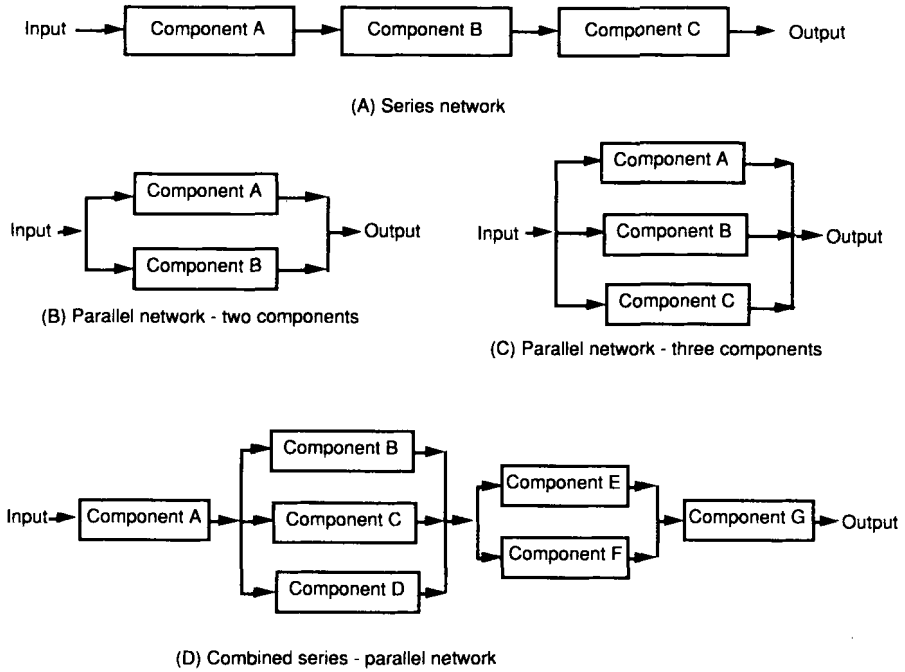 Input Component A Component B Component C Output
(A) Series network
Component A
Input Output
Component B
(B) Parallel network - two components
Component A
Input Component B Output
Component C
(C) Parallel network - three components
Component B
Component E
Input Component A Component C Component G Output
Component F
Component D
(D) Combined series - parallel network